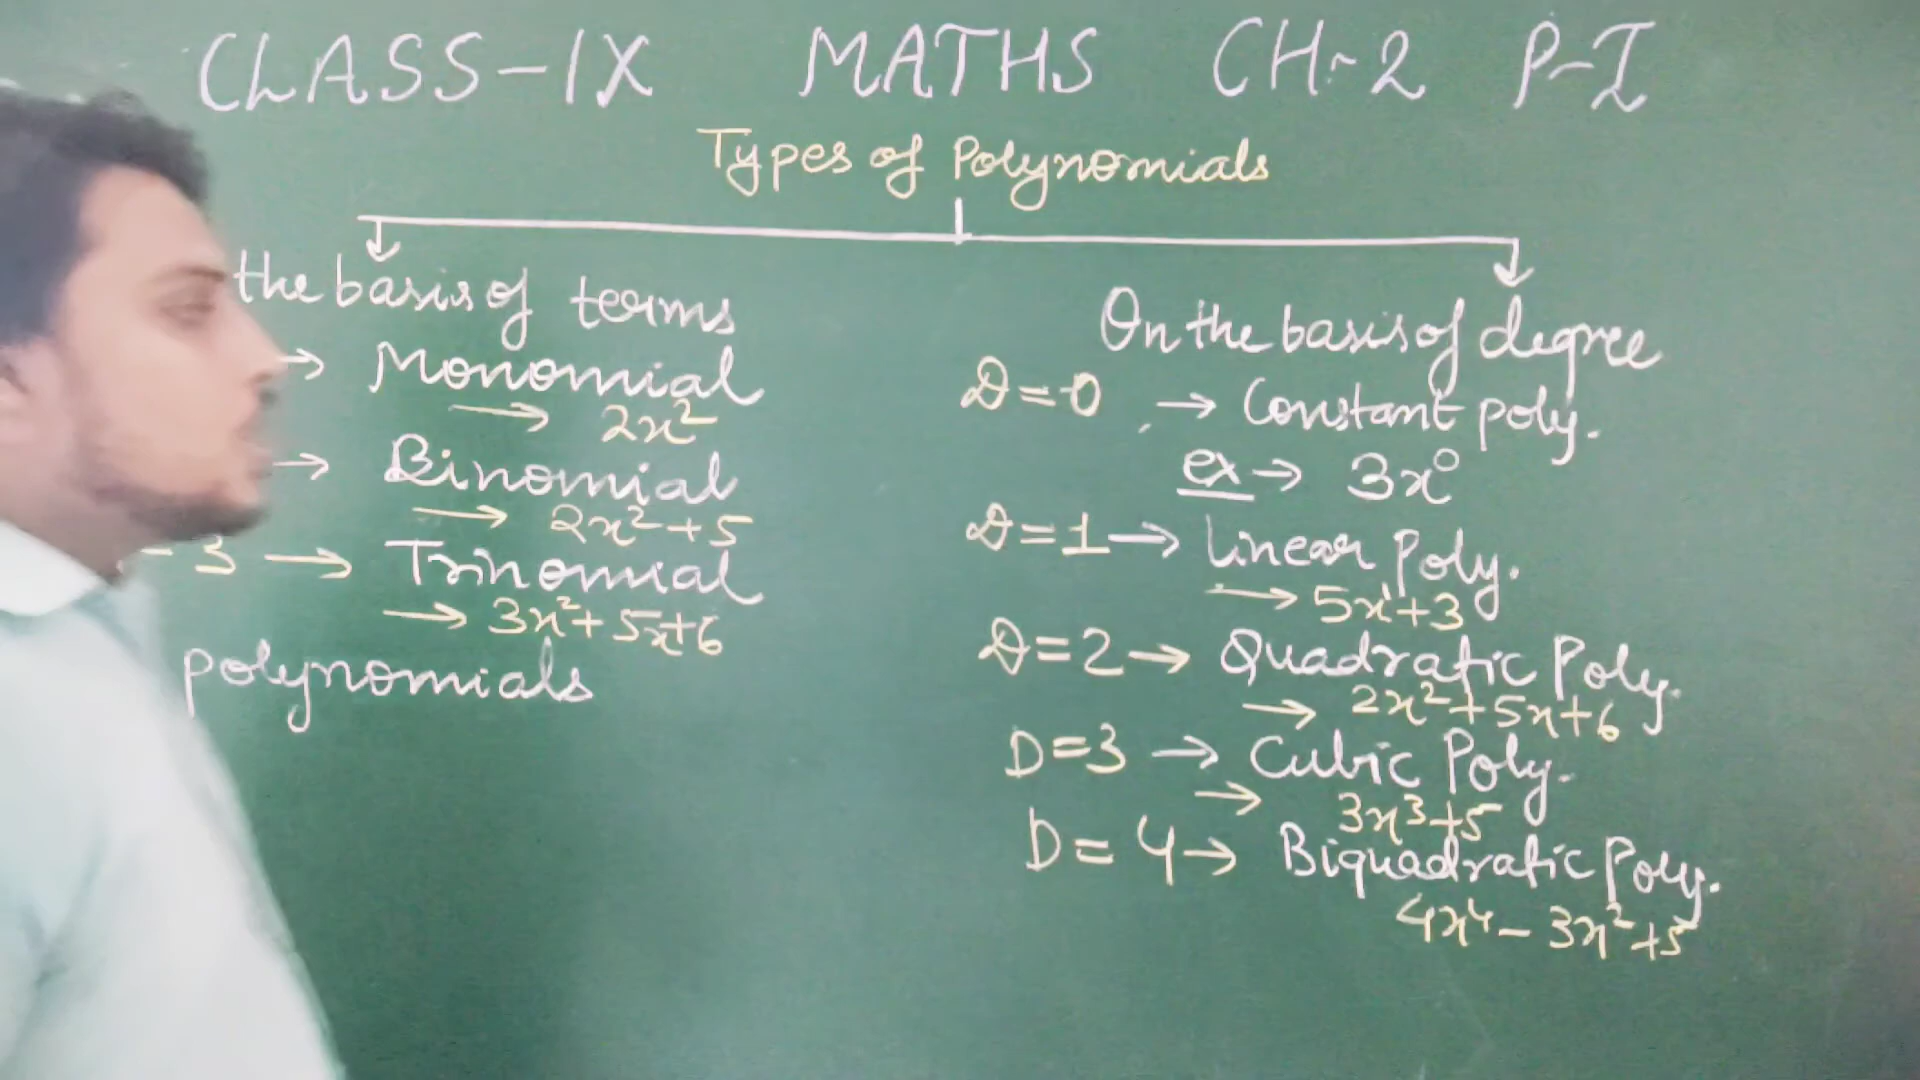 CLASS-IX MATHS CH-2 P-I
Types of Polynomials
the basis of terms
→ Monomial
→ 2x²
→ Binomial
→ 2x²+5
-3 → Trinomial
→ 3x²+5x+6
polynomials
On the basis of degree
D=0 → Constant poly.
ex→ 3x⁰
D=1→ Linear Poly.
→ 5x¹+3
D=2→ Quadratic Poly.
→ 2x²+5x+6
D=3 → Cubic Poly.
→ 3x³+5
D=4→ Biquadratic Poly.
4x⁴-3x²+5